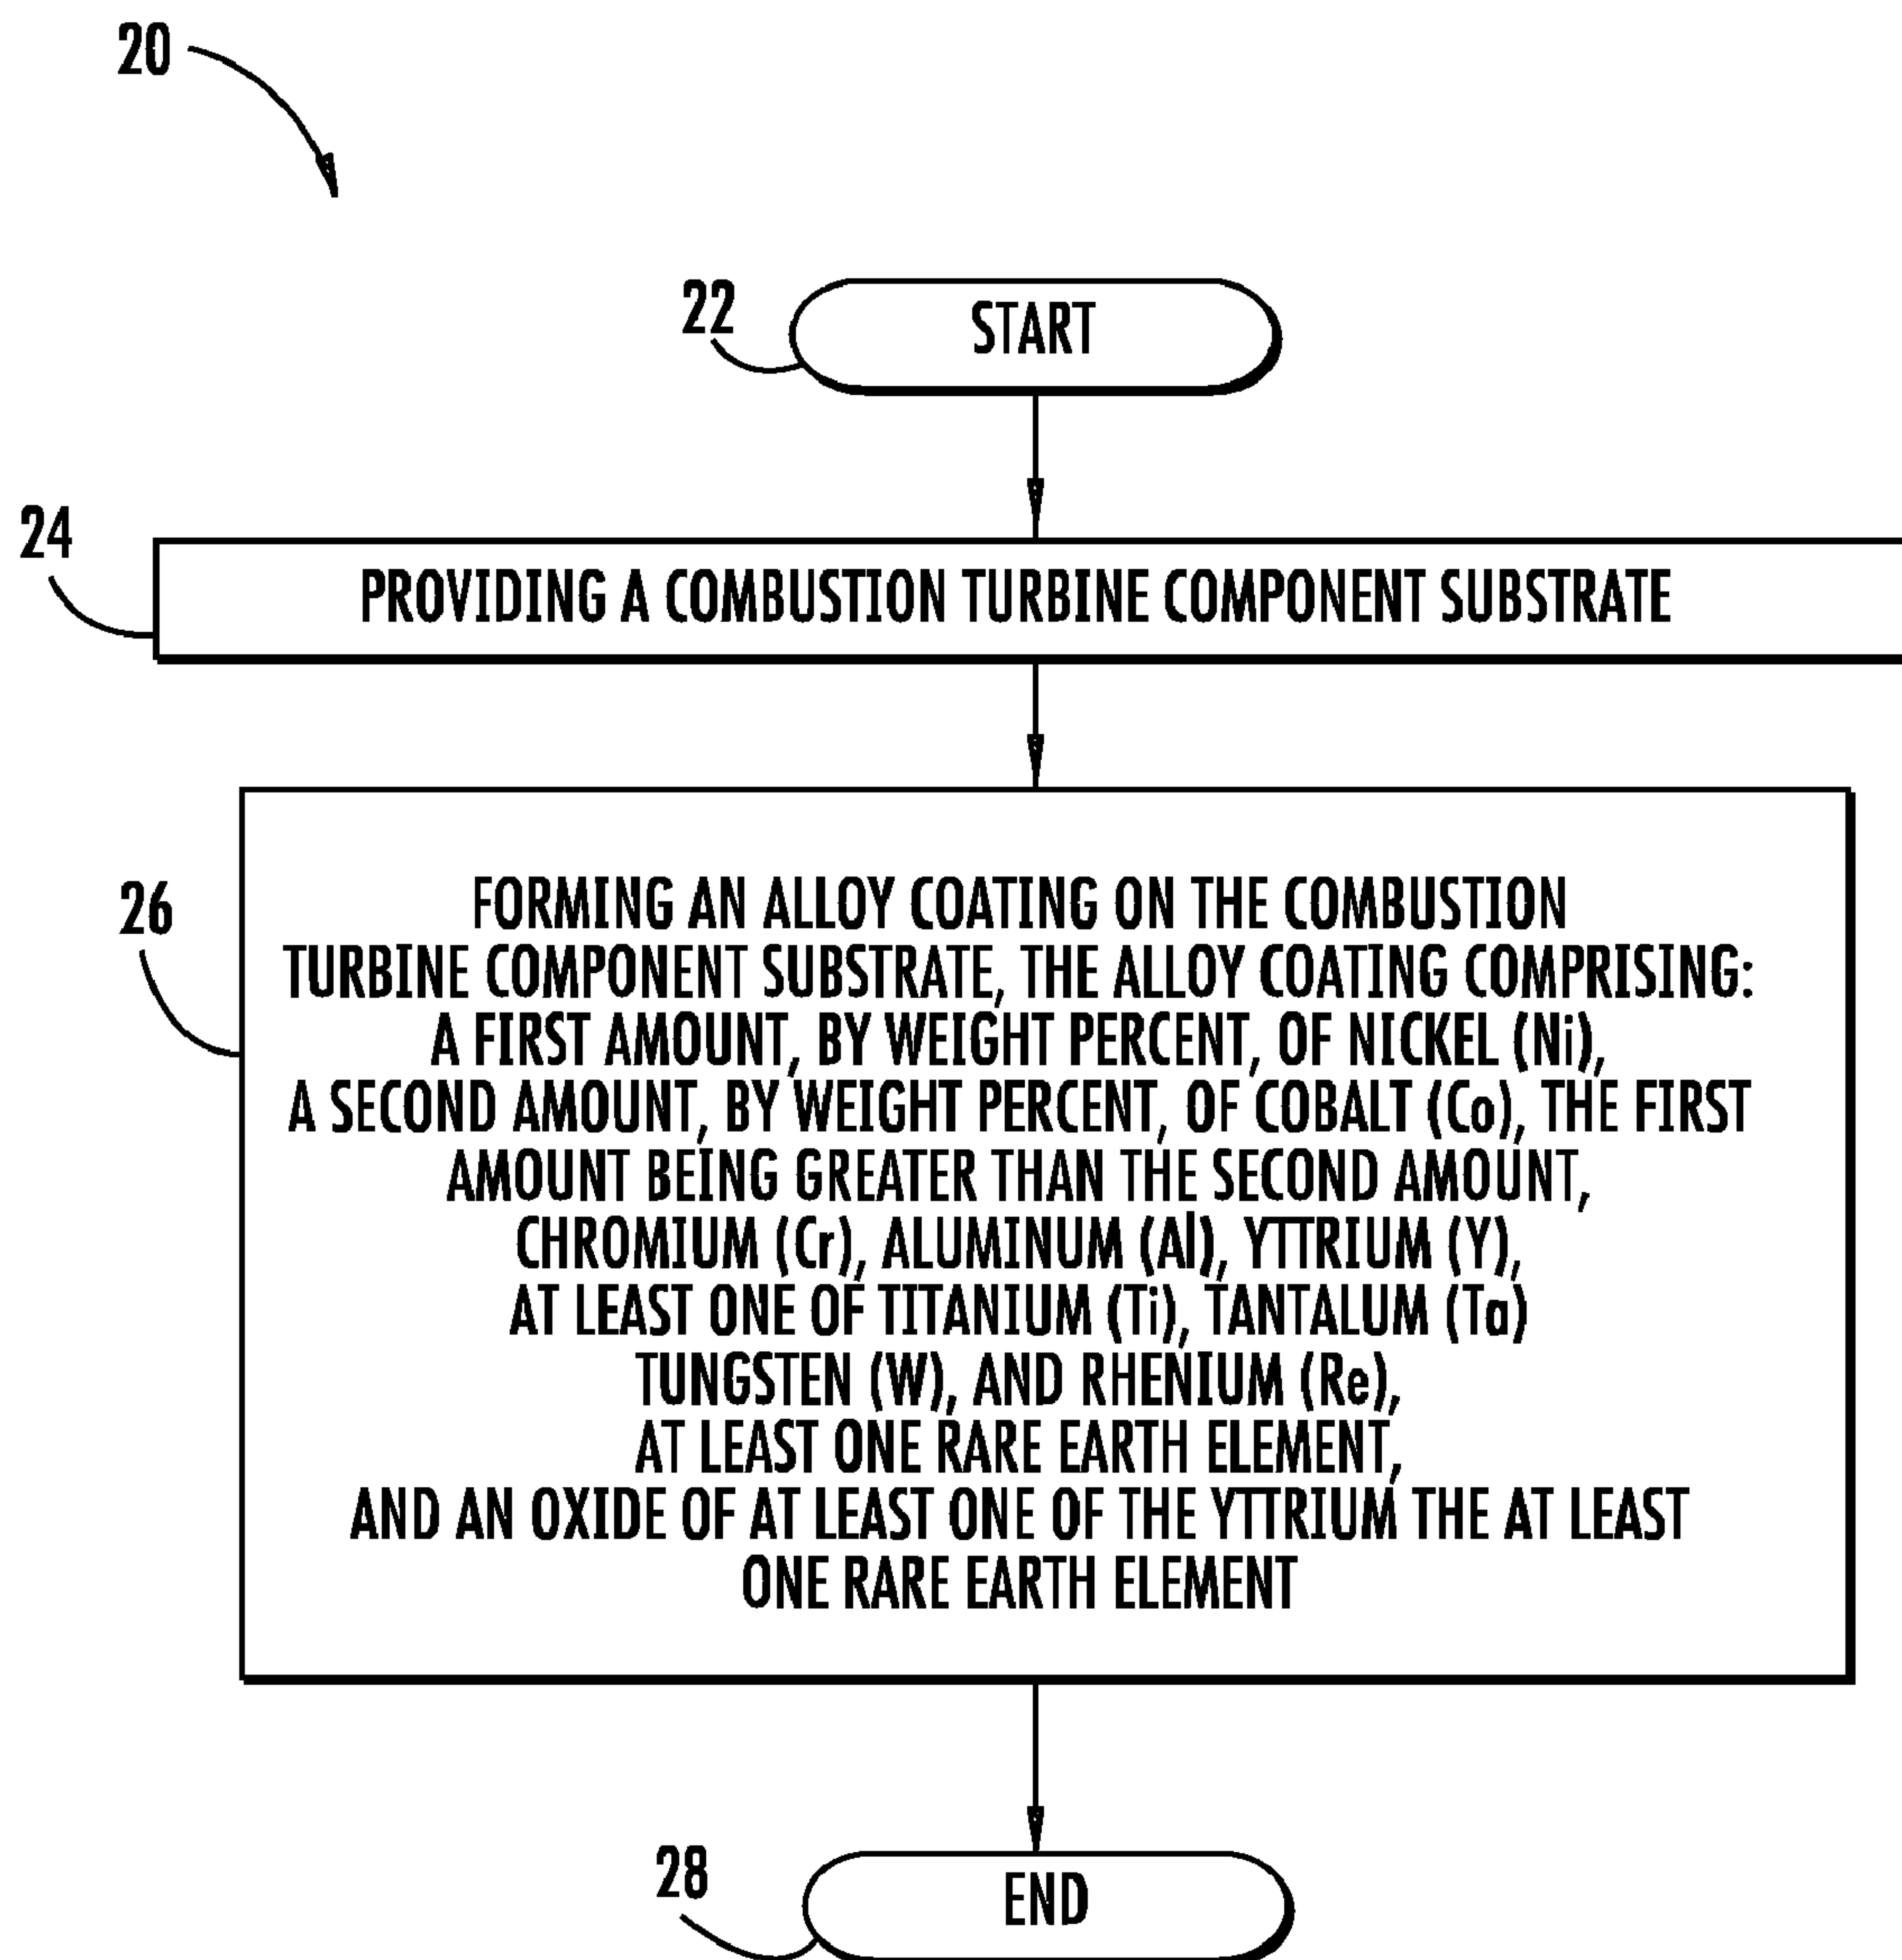 20
22
START
24
PROVIDING A COMBUSTION TURBINE COMPONENT SUBSTRATE
26
FORMING AN ALLOY COATING ON THE COMBUSTION
TURBINE COMPONENT SUBSTRATE, THE ALLOY COATING COMPRISING:
A FIRST AMOUNT, BY WEIGHT PERCENT, OF NICKEL (Ni),
A SECOND AMOUNT, BY WEIGHT PERCENT, OF COBALT (Co), THE FIRST
AMOUNT BEING GREATER THAN THE SECOND AMOUNT,
CHROMIUM (Cr), ALUMINUM (Al), YTTRIUM (Y),
AT LEAST ONE OF TITANIUM (Ti), TANTALUM (Ta)
TUNGSTEN (W), AND RHENIUM (Re),
AT LEAST ONE RARE EARTH ELEMENT,
AND AN OXIDE OF AT LEAST ONE OF THE YTTRIUM THE AT LEAST
ONE RARE EARTH ELEMENT
28
END